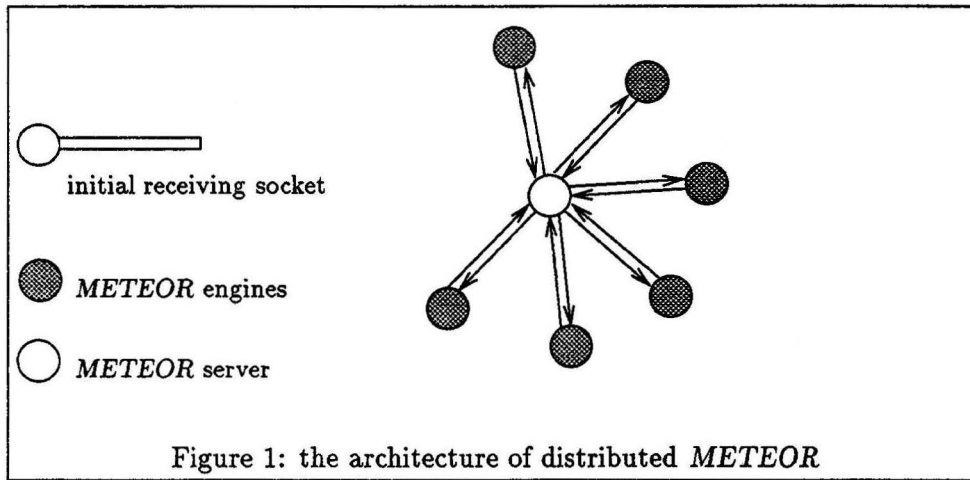 initial receiving socket
METEOR engines
METEOR server
Figure 1: the architecture of distributed METEOR